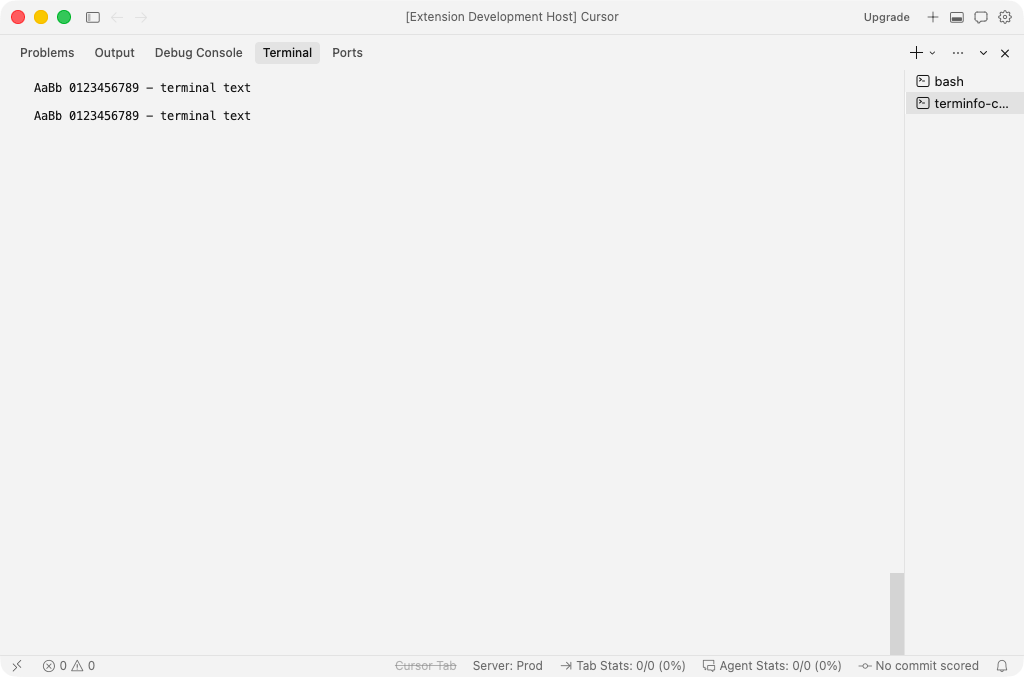 [Extension Development Host] Cursor
Upgrade
Problems Output Debug Console Terminal Ports
AaBb 0123456789 — terminal text
AaBb 0123456789 — terminal text
bash
terminfo-c...
0 0 Cursor Tab Server: Prod Tab Stats: 0/0 (0%) Agent Stats: 0/0 (0%) No commit scored